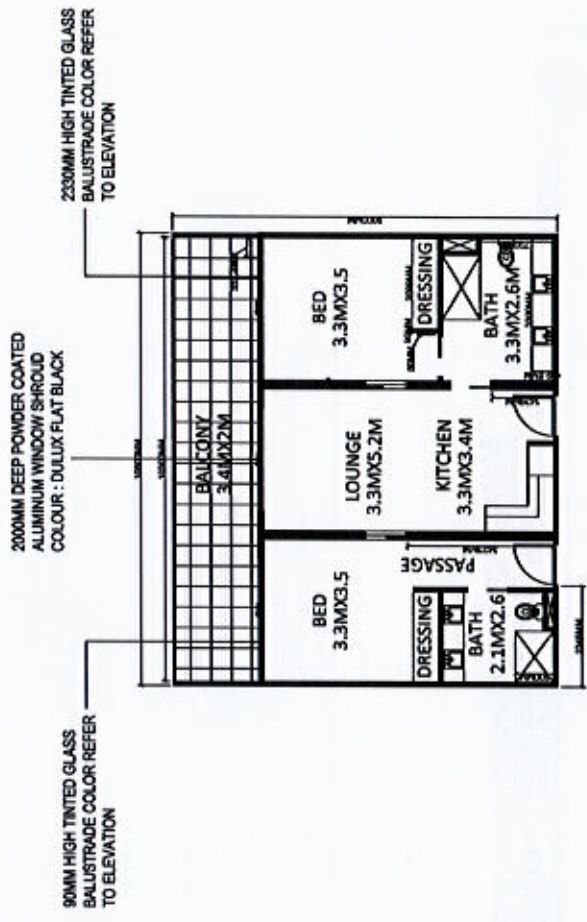 90MM HIGH TINTED GLASS
BALUSTRADE COLOR REFER
TO ELEVATION
2000MM DEEP POWDER COATED
ALUMINUM WINDOW SHROUD
COLOUR : DULUX FLAT BLACK
2330MM HIGH TINTED GLASS
BALUSTRADE COLOR REFER
TO ELEVATION
BALCONY
3.4MX2M
BED
3.3MX3.5
LOUNGE
3.3MX5.2M
BED
3.3MX3.5
DRESSING
PASSAGE
KITCHEN
3.3MX3.4M
DRESSING
BATH
2.1MX2.6
BATH
3.3MX2.6M